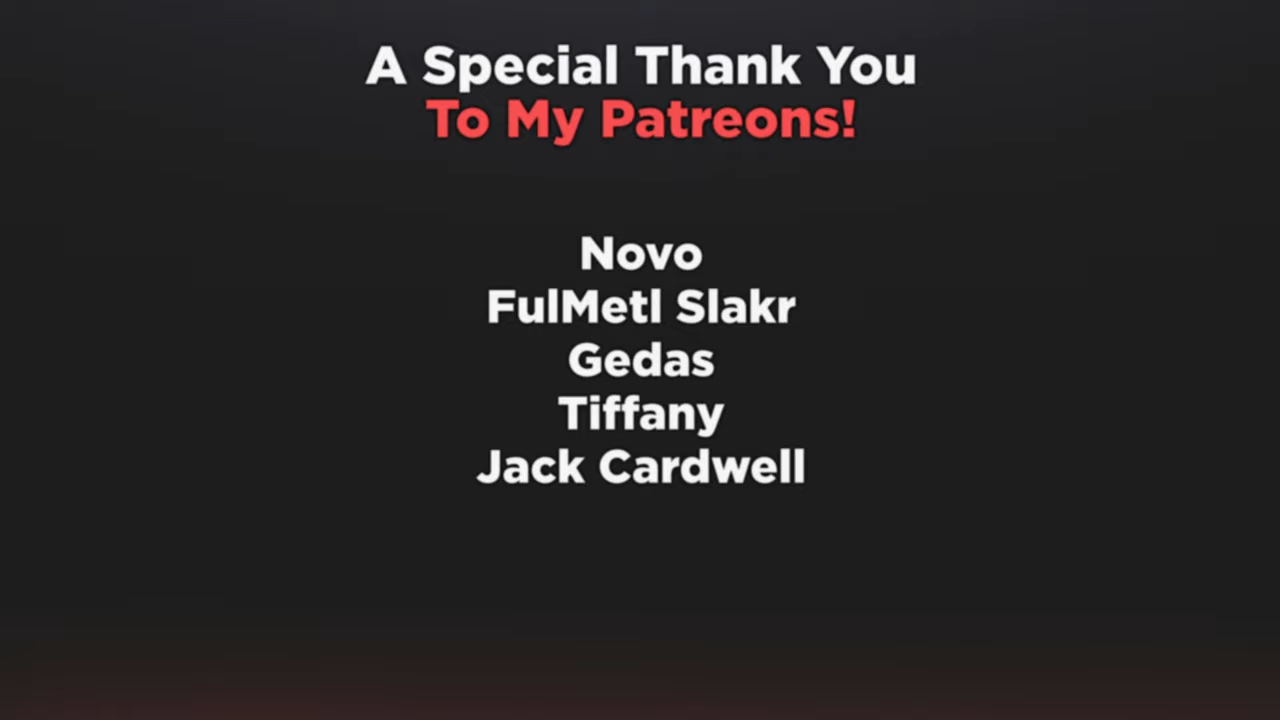 A Special Thank You
To My Patreons!
Novo
FulMetl Slakr
Gedas
Tiffany
Jack Cardwell